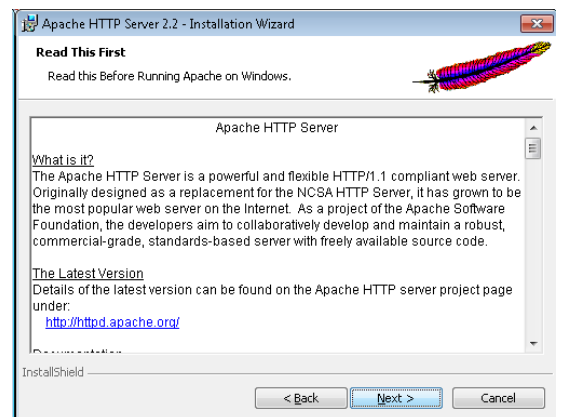 Apache HTTP Server 2.2 - Installation Wizard
Read This First
Read this Before Running Apache on Windows.
Apache HTTP Server
What is it?
The Apache HTTP Server is a powerful and flexible HTTP/1.1 compliant web server.
Originally designed as a replacement for the NCSA HTTP Server, it has grown to be
the most popular web server on the Internet. As a project of the Apache Software
Foundation, the developers aim to collaboratively develop and maintain a robust,
commercial-grade, standards-based server with freely available source code.
The Latest Version
Details of the latest version can be found on the Apache HTTP server project page
under:
http://httpd.apache.org/
InstallShield
< Back Next > Cancel